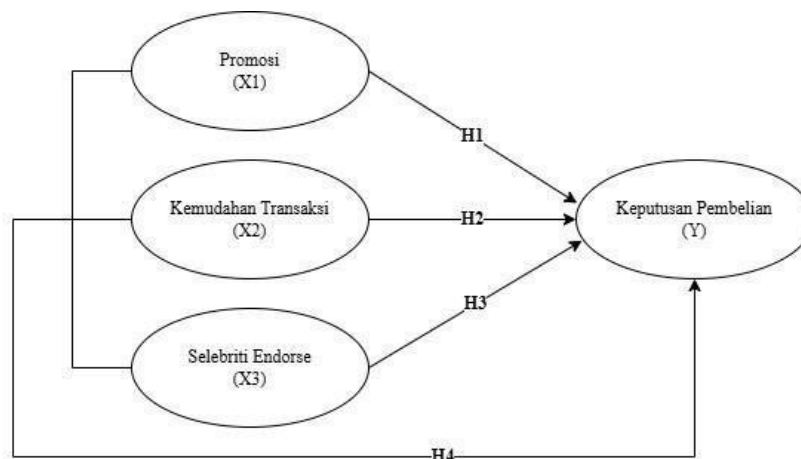 Promosi
(X1)
H1
Kemudahan Transaksi
(X2)
H2
Keputusan Pembelian
(Y)
H3
Selebriti Endorse
(X3)
H4